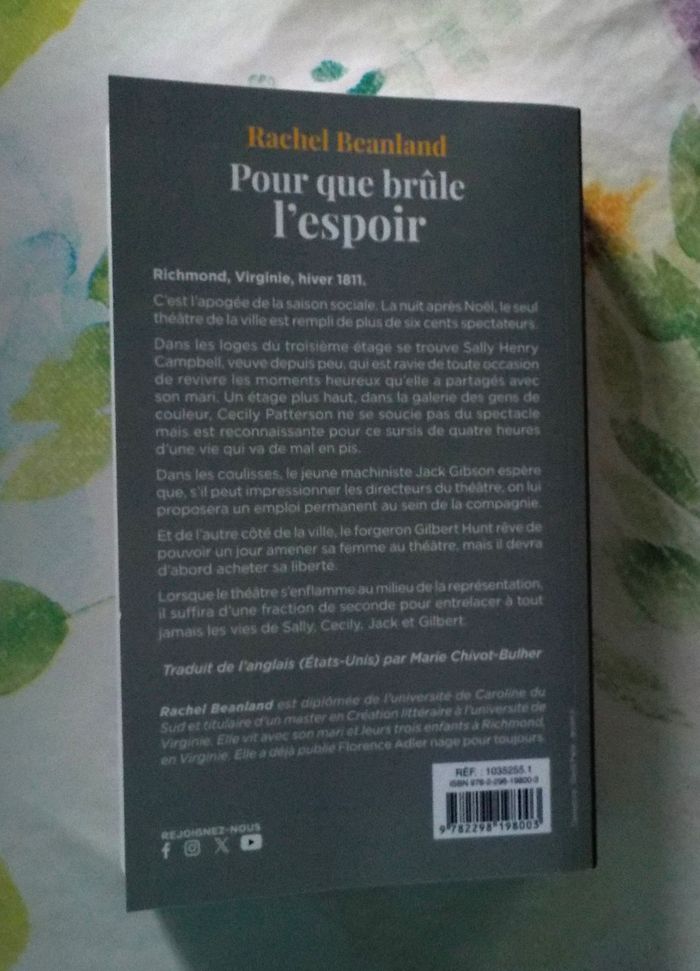 Rachel Beanland
Pour que brûle
l'espoir
Richmond, Virginie, hiver 1811.
C'est l'apogée de la saison sociale. La nuit après Noël, le seul
théâtre de la ville est rempli de plus de six cents spectateurs.
Dans les loges du troisième étage se trouve Sally Henry
Campbell, veuve depuis peu, qui est ravie de toute occasion
de revivre les moments heureux qu'elle a partagés avec
son mari. Un étage plus haut, dans la galerie des gens de
couleur, Cecily Patterson ne se soucie pas du spectacle
mais est reconnaissante pour ce sursis de quatre heures
d'une vie qui va de mal en pis.
Dans les coulisses, le jeune machiniste Jack Gibson espère
que, s'il peut impressionner les directeurs du théâtre, on lui
proposera un emploi permanent au sein de la compagnie.
Et de l'autre côté de la ville, le forgeron Gilbert Hunt rêve de
pouvoir un jour amener sa femme au théâtre, mais il devra
d'abord acheter sa liberté.
Lorsque le théâtre s'enflamme au milieu de la représentation,
il suffira d'une fraction de seconde pour entrelacer à tout
jamais les vies de Sally, Cecily, Jack et Gilbert.
Traduit de l'anglais (États-Unis) par Marie Chivot-Bulher
Rachel Beanland est diplômée de l'université de Caroline du
Sud et titulaire d'un master en Création littéraire à l'université de
Virginie. Elle vit avec son mari et leurs trois enfants à Richmond,
en Virginie. Elle a déjà publié Florence Adler nage pour toujours.
RÉF. : 1035255.1
ISBN 978-2-298-19800-3
9 782298 198003
REJOIGNEZ-NOUS